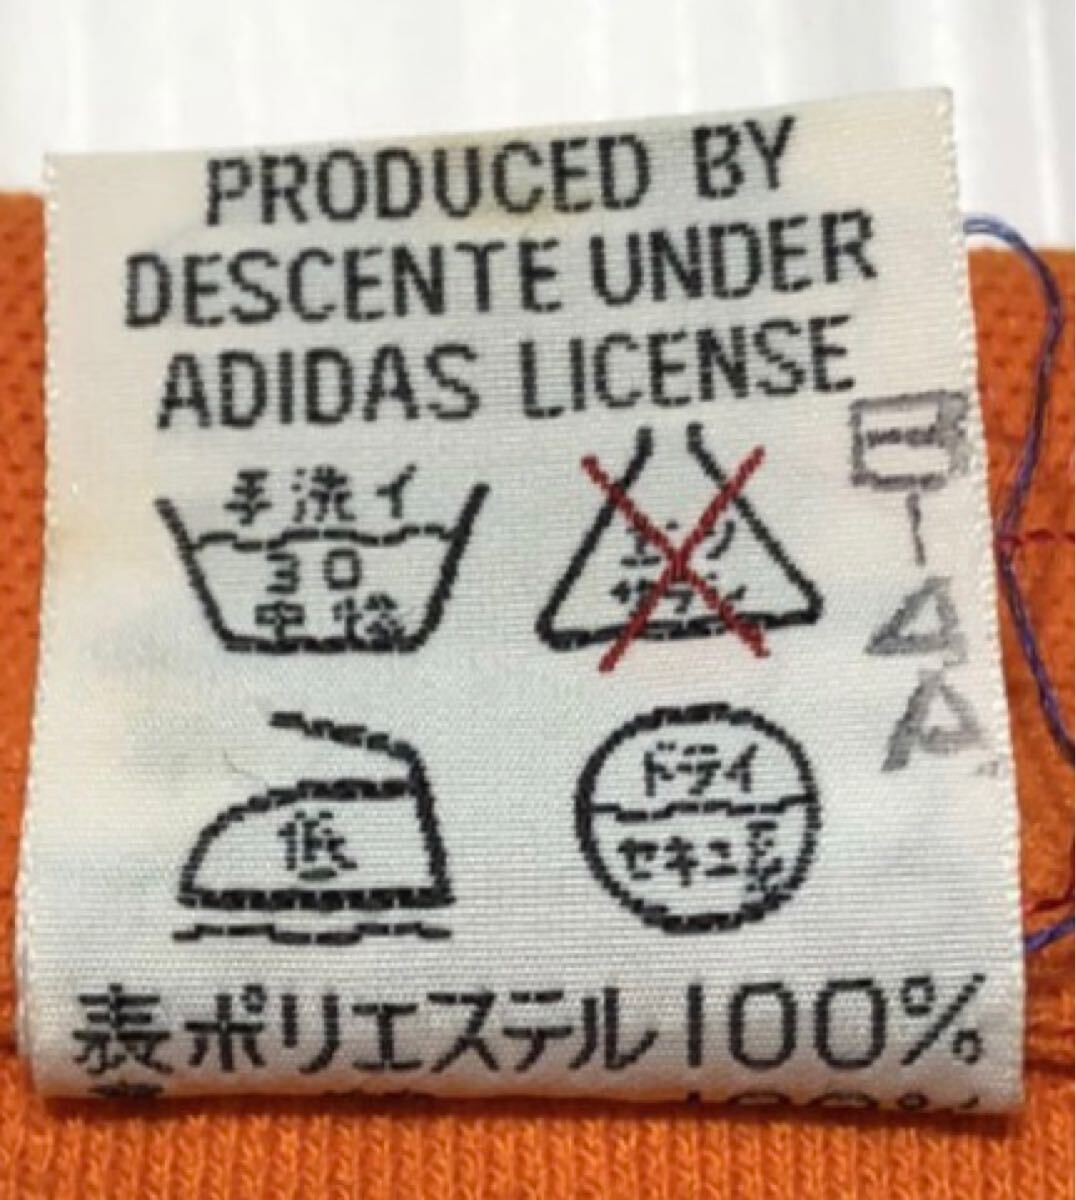 PRODUCED BY
DESCENTE UNDER
ADIDAS LICENSE
手洗イ
30
中性
エン
サラシ
低
ドライ
セキユ系
表ポリエステル100%
100%